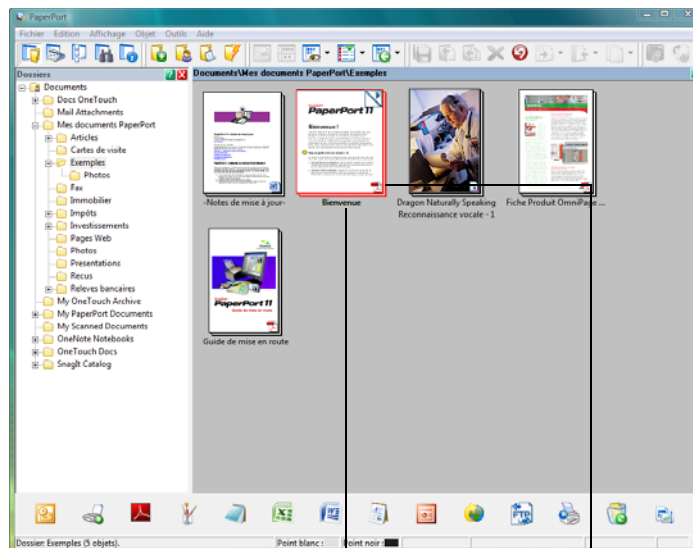 PaperPort
Fichier Edition Affichage Objet Outils Aide
Dossiers
Documents\Mes documents PaperPort\Exemples
Documents
Docs OneTouch
Mail Attachments
Mes documents PaperPort
Articles
Cartes de visite
Exemples
Photos
Fax
Immobilier
Impôts
Investissements
Pages Web
Photos
Presentations
Recus
Releves bancaires
My OneTouch Archive
My PaperPort Documents
My Scanned Documents
OneNote Notebooks
OneTouch Docs
SnagIt Catalog
PaperPort 11
Bienvenue !
-Notes de mise à jour-
Bienvenue
Dragon Naturally Speaking
Reconnaissance vocale - 1
Fiche Produit OmniPage ...
PaperPort 11
Guide de mise en route
Guide de mise en route
FTP
Dossier: Exemples (5 objets).
Point blanc :
Point noir :